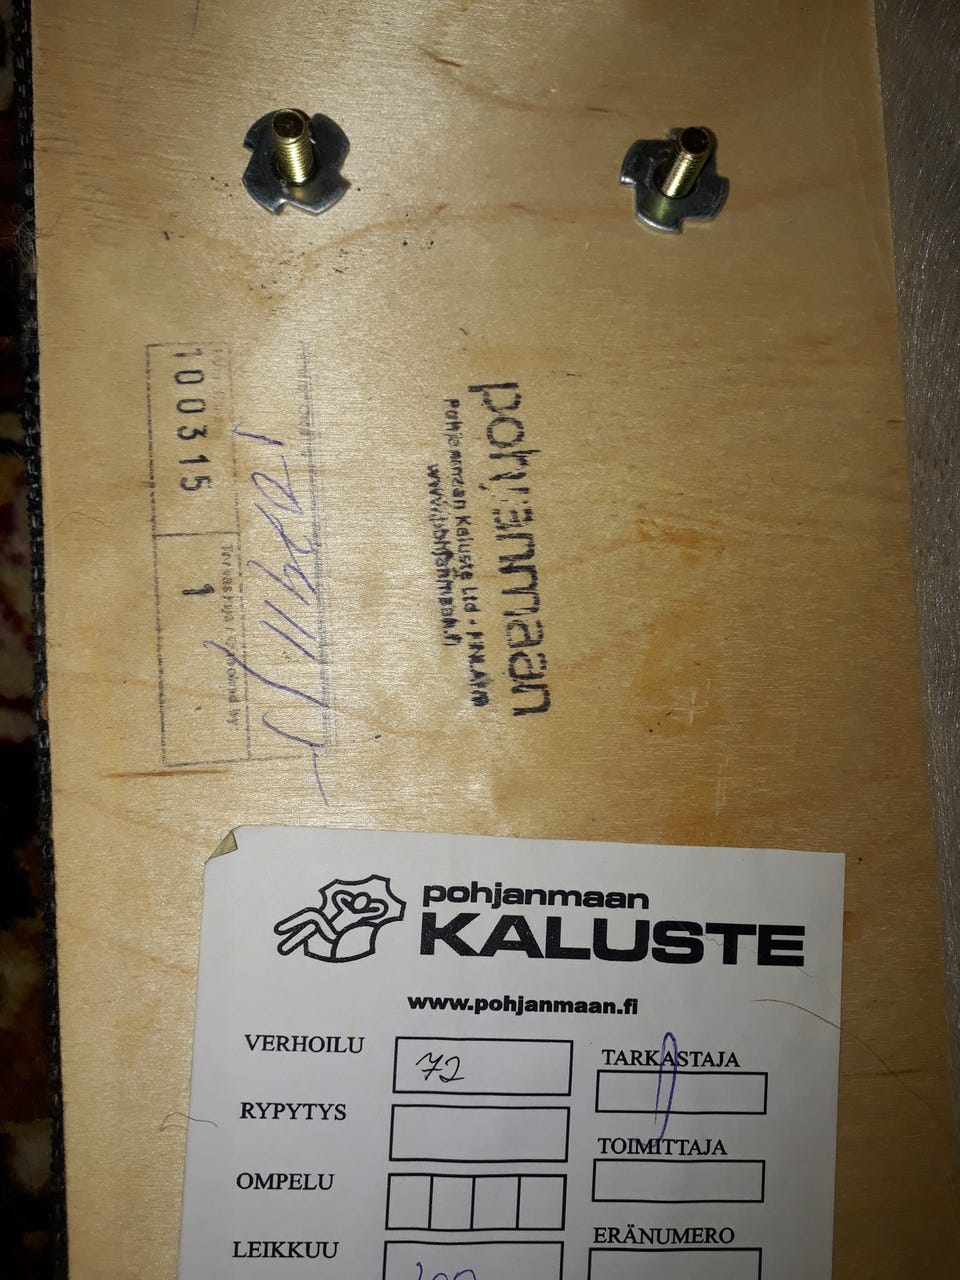 100315
1
pohjanmaan
Pohjanmaan Kaluste Ltd - FINLAND
www.pohjanmaan.fi
pohjanmaan
KALUSTE
www.pohjanmaan.fi
VERHOILU 72
RYPYTYS
OMPELU
LEIKKUU
TARKASTAJA
TOIMITTAJA
ERÄNUMERO